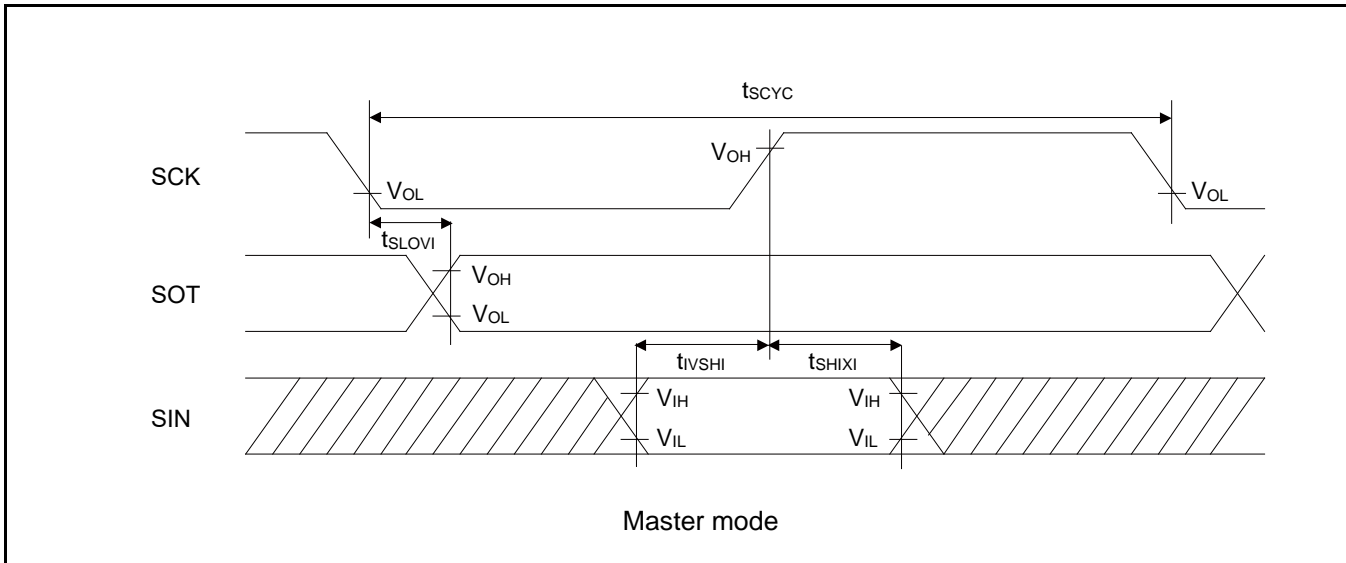 tSCYC
SCK
VOH
VOL
VOL
tSLOVI
SOT
VOH
VOL
tIVSHI
tSHIXI
SIN
VIH
VIH
VIL
VIL
Master mode